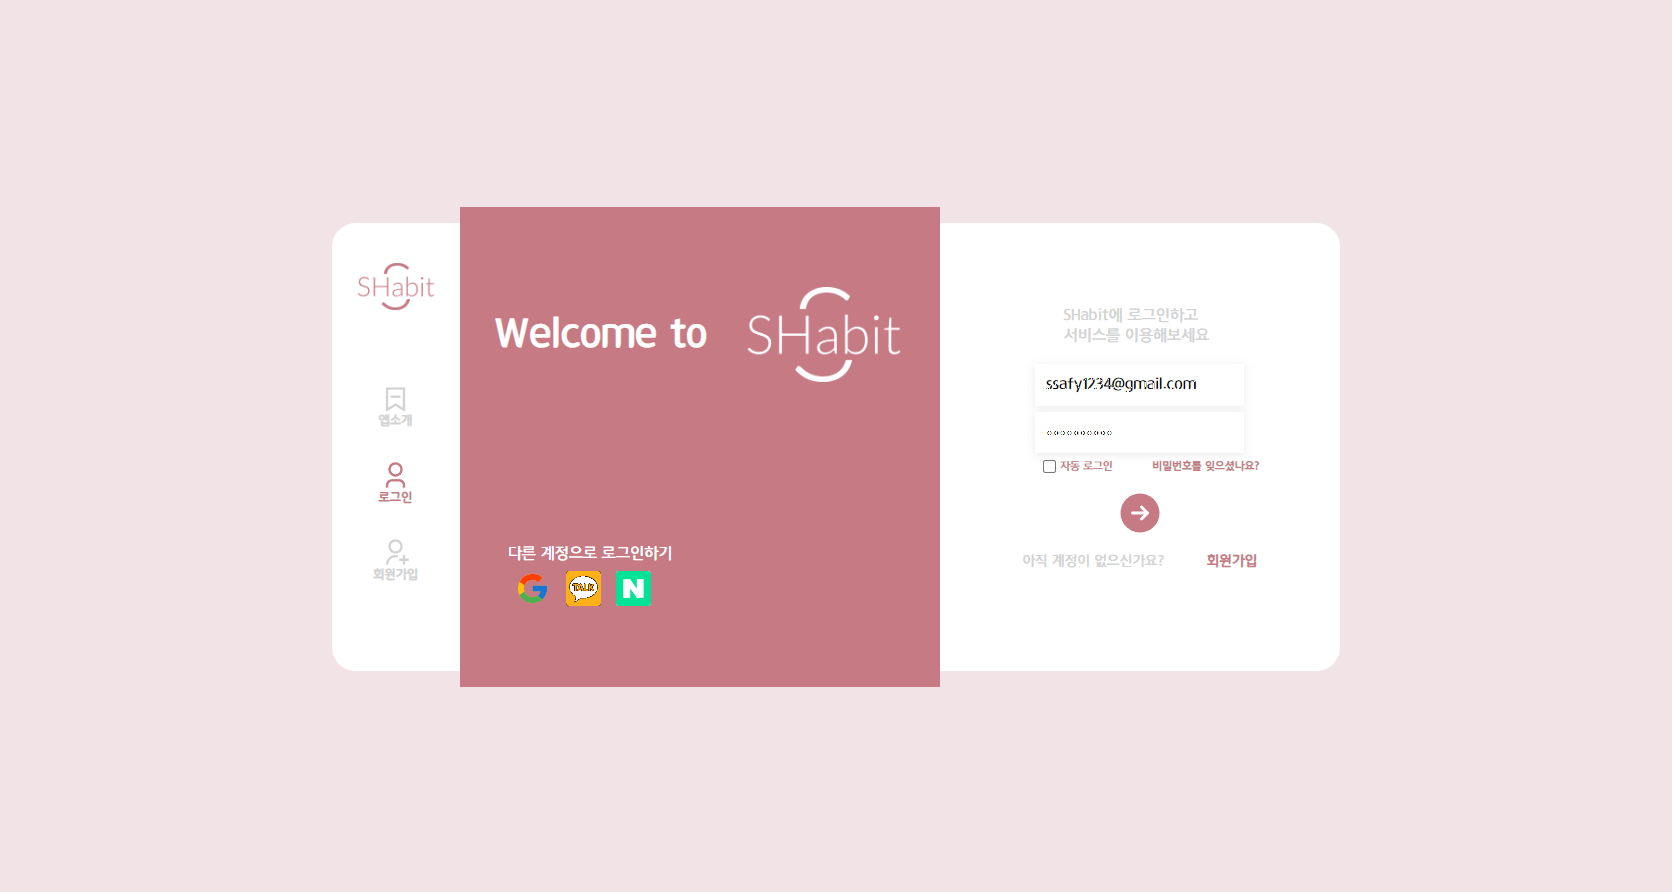 SHabit
앱소개
로그인
회원가입
Welcome to SHabit
다른 계정으로 로그인하기
TALK
N
SHabit에 로그인하고
서비스를 이용해보세요
ssafy1234@gmail.com
자동 로그인 비밀번호를 잊으셨나요?
아직 계정이 없으신가요? 회원가입